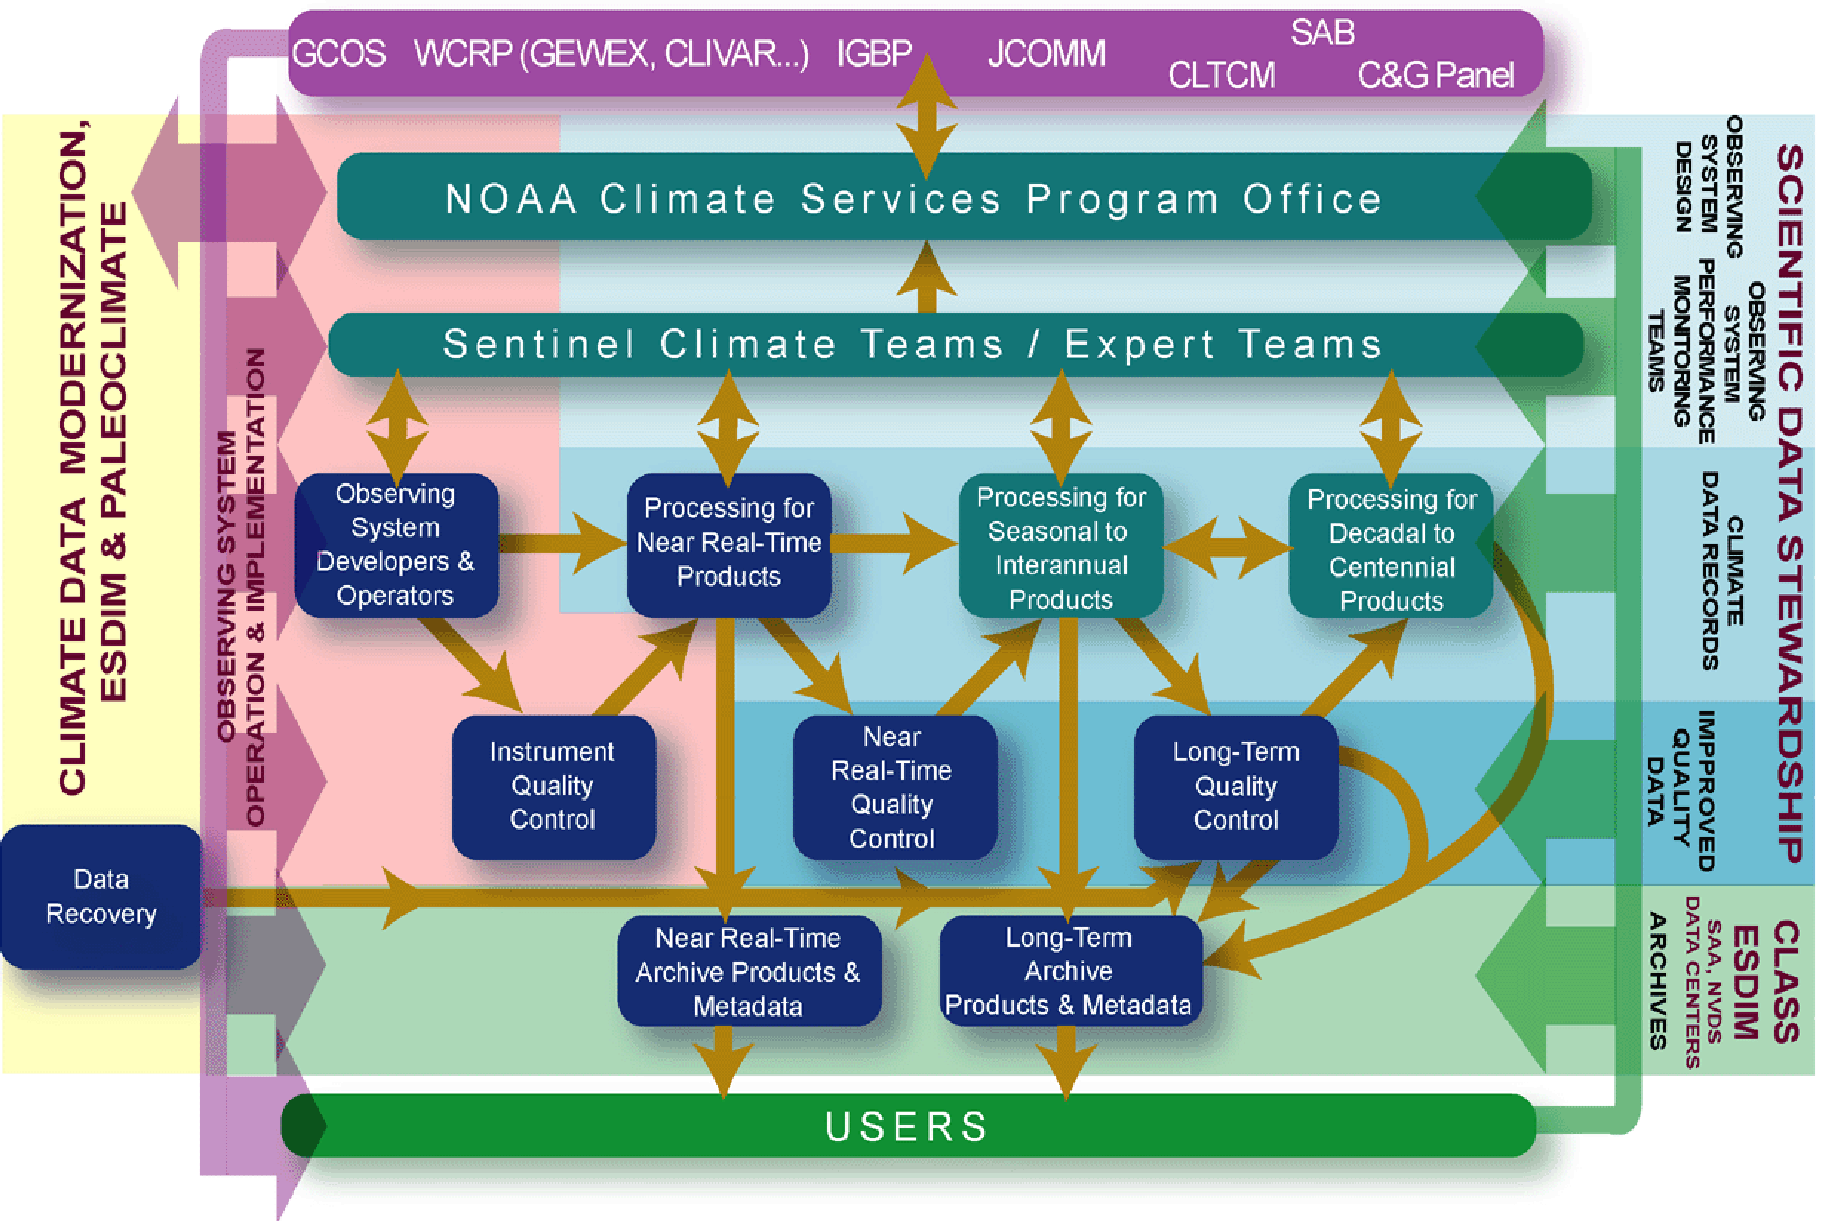 GCOS WCRP (GEWEX, CLIVAR...) IGBP JCOMM SAB
CLTCM C&G Panel
NOAA Climate Services Program Office
Sentinel Climate Teams / Expert Teams
CLIMATE DATA MODERNIZATION,
ESDIM & PALEOCLIMATE
OBSERVING SYSTEM
OPERATION & IMPLEMENTATION
Observing
System
Developers &
Operators
Processing for
Near Real-Time
Products
Processing for
Seasonal to
Interannual
Products
Processing for
Decadal to
Centennial
Products
Instrument
Quality
Control
Near
Real-Time
Quality
Control
Long-Term
Quality
Control
Data
Recovery
Near Real-Time
Archive Products &
Metadata
Long-Term
Archive
Products & Metadata
USERS
SCIENTIFIC DATA STEWARDSHIP
OBSERVING
SYSTEM
DESIGN
OBSERVING
SYSTEM
PERFORMANCE
MONITORING
TEAMS
CLIMATE
DATA RECORDS
IMPPROVED
QUALITY
DATA
CLASS
ESDIM
SAA, NVDS
DATA CENTERS
ARCHIVES